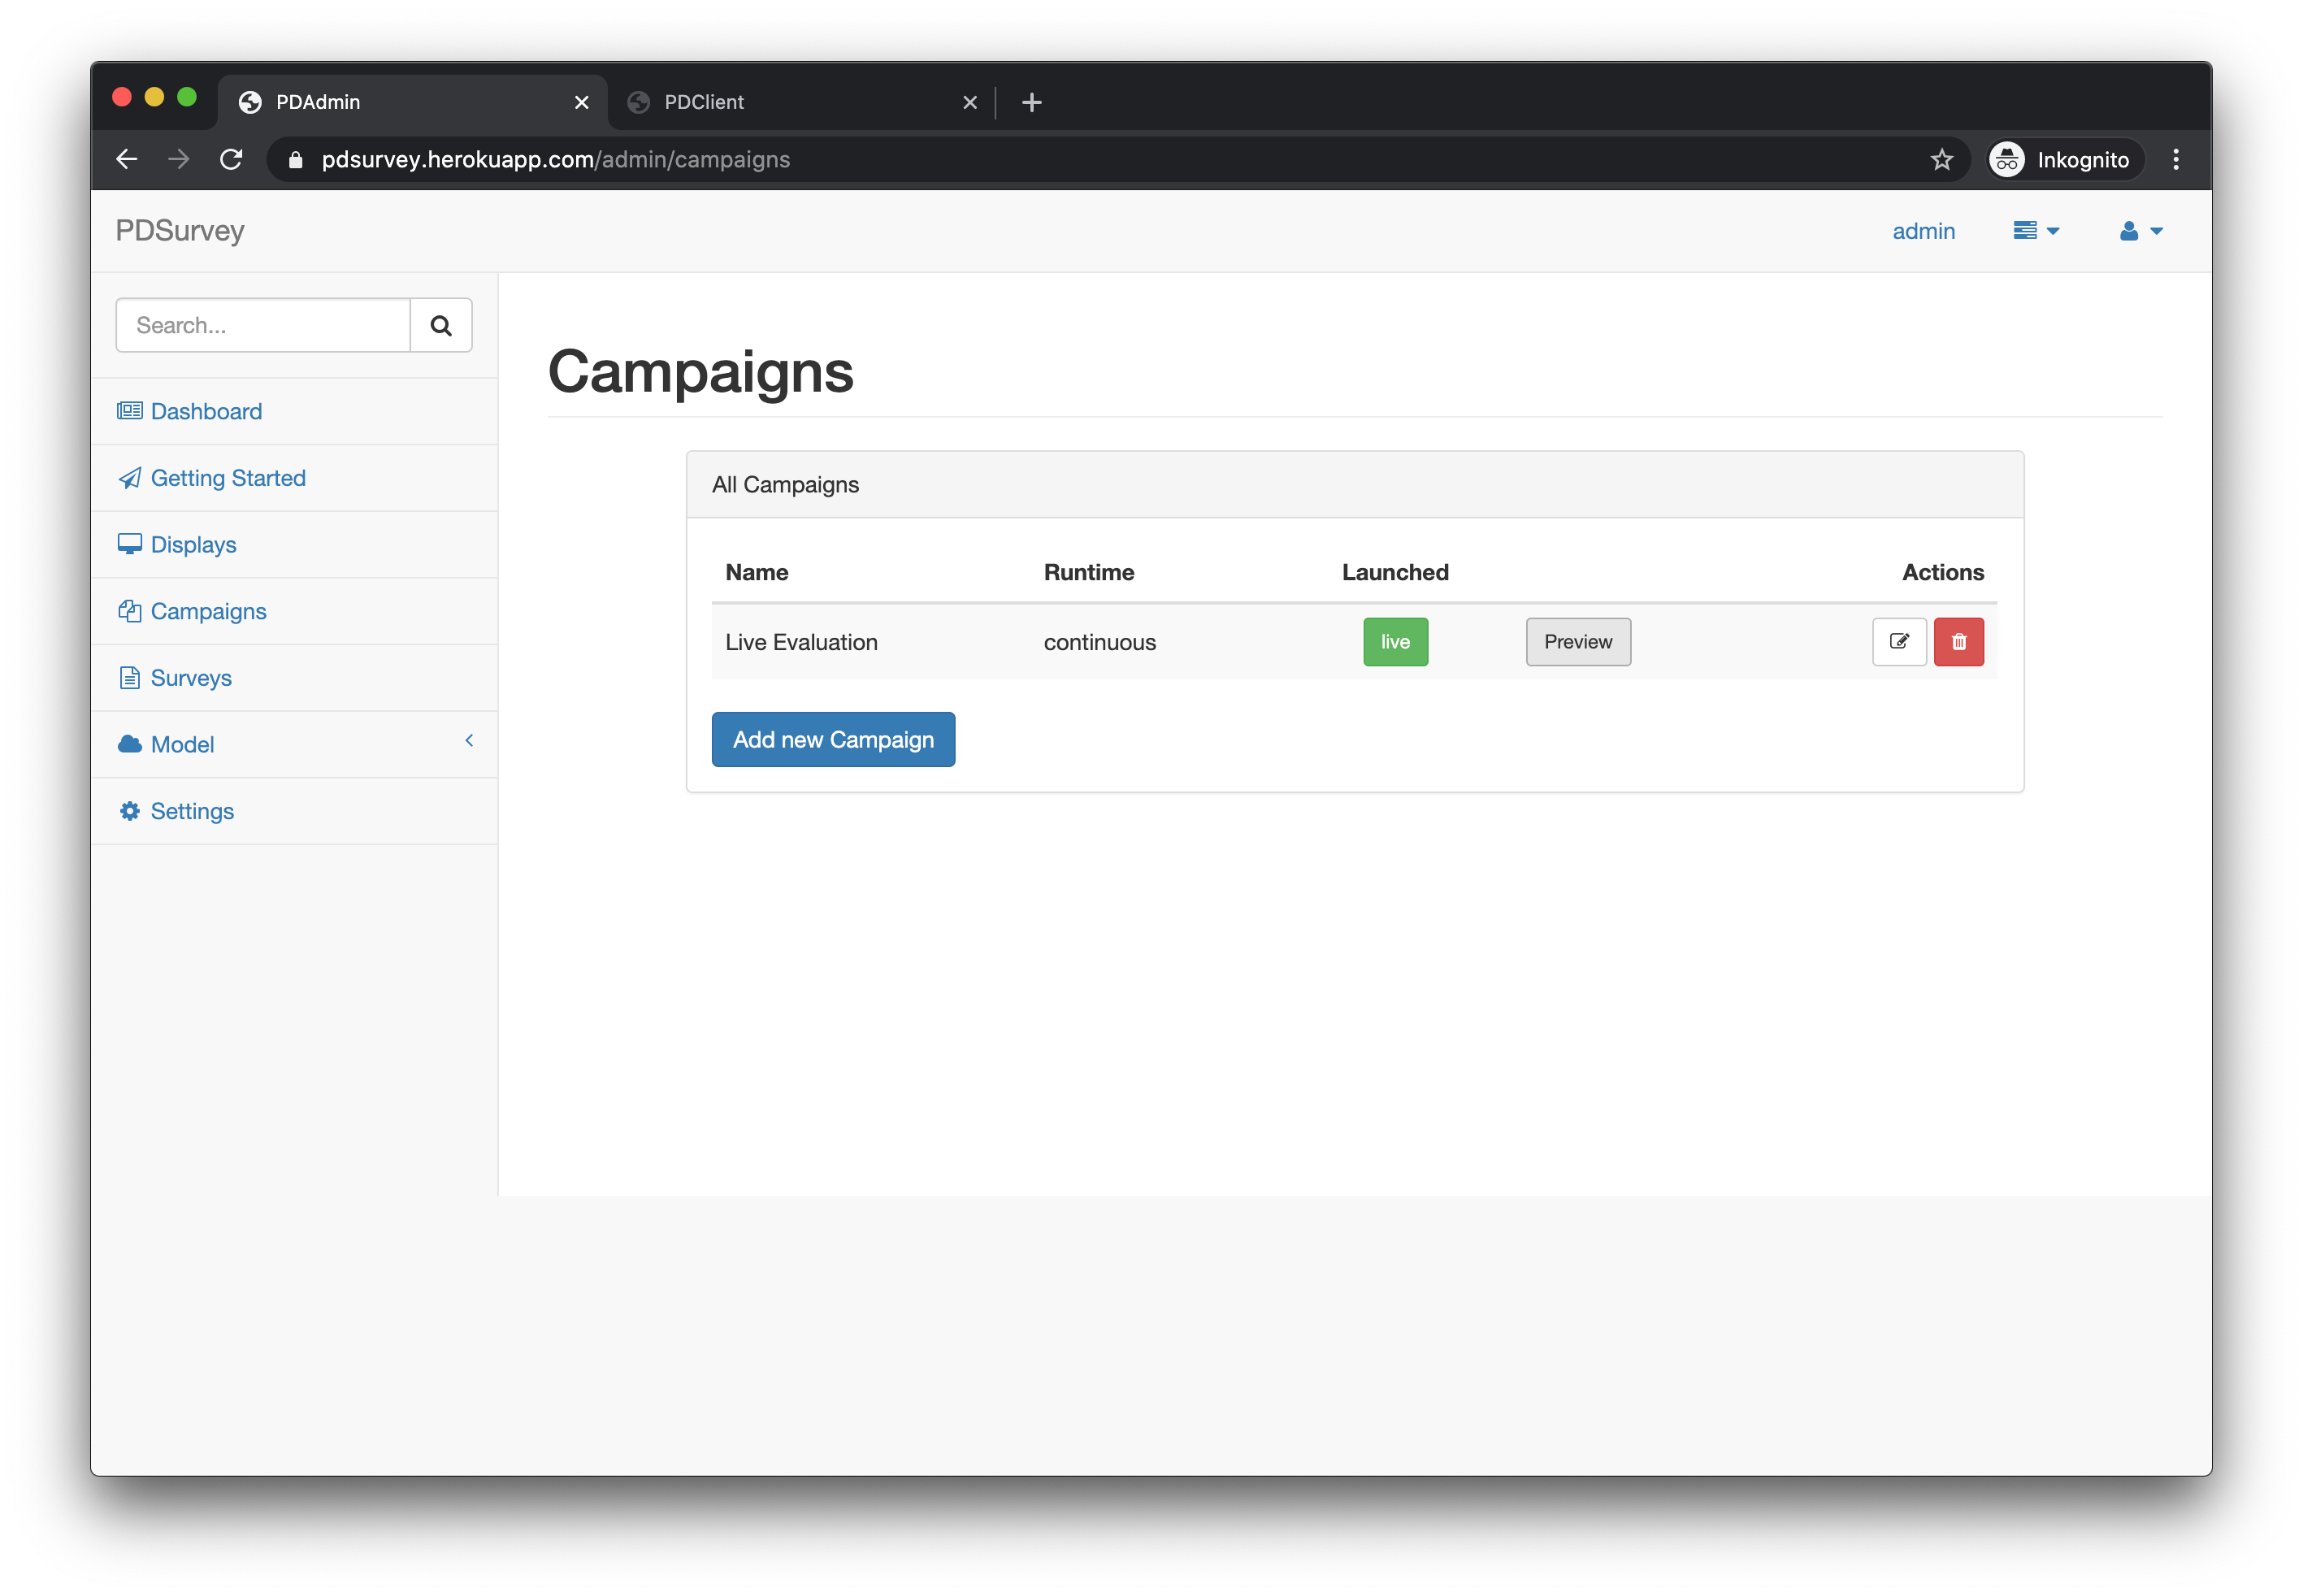 PDAdmin
PDClient
pdsurvey.herokuapp.com/admin/campaigns
Inkognito
PDSurvey
admin
Search...
Dashboard
Getting Started
Displays
Campaigns
Surveys
Model
Settings
Campaigns
All Campaigns
Name Runtime Launched Actions
Live Evaluation continuous live Preview
Add new Campaign